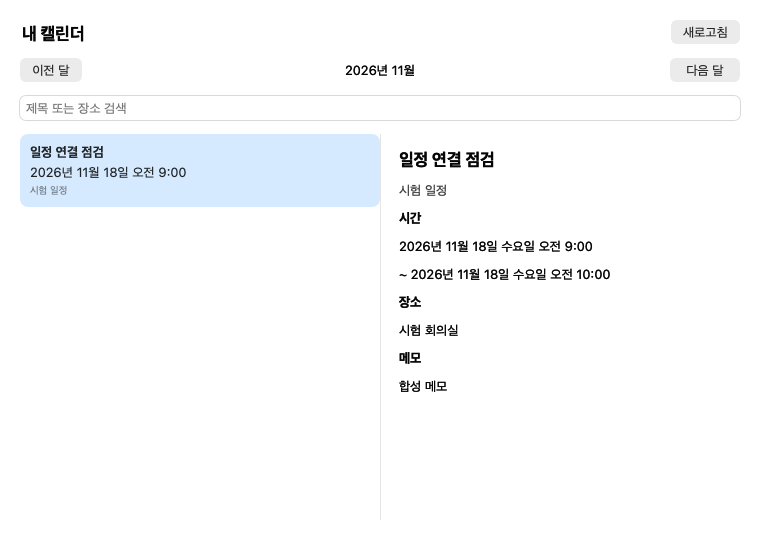 내 캘린더
새로고침
이전 달
2026년 11월
다음 달
제목 또는 장소 검색
일정 연결 점검
2026년 11월 18일 오전 9:00
시험 일정
일정 연결 점검
시험 일정
시간
2026년 11월 18일 수요일 오전 9:00
~ 2026년 11월 18일 수요일 오전 10:00
장소
시험 회의실
메모
합성 메모